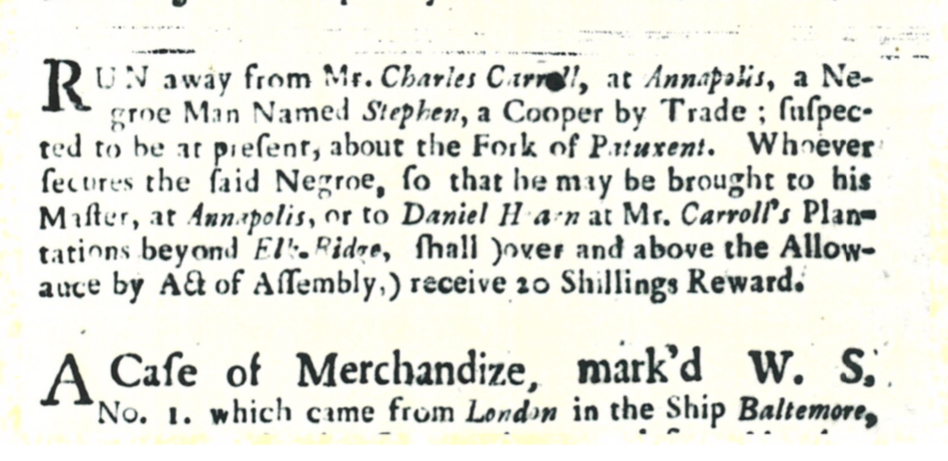 RUN away from Mr. Charles Carroll, at Annapolis, a Ne-
groe Man Named Stephen, a Cooper by Trade ; ſuſpec-
ted to be at preſent, about the Fork of Patuxent. Whoever
ſecures the ſaid Negroe, ſo that he may be brought to his
Maſter, at Annapolis, or to Daniel at Mr. Carroll's Plan-
tations beyond Elk-Ridge, ſhall )over and above the Allow-
ance by Act of Aſſembly,) receive 20 Shillings Reward.
A Caſe of Merchandize, mark'd W. S.
No. 1. which came from London in the Ship Baltemore,